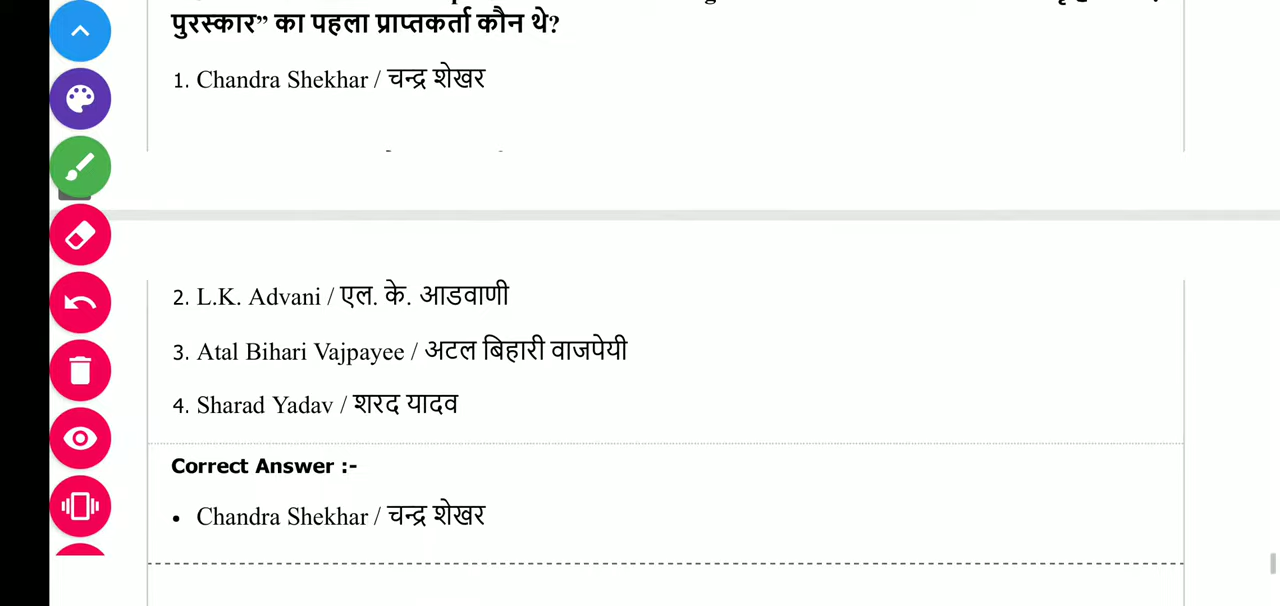 पुरस्कार” का पहला प्राप्तकर्ता कौन थे?
1. Chandra Shekhar / चन्द्र शेखर
2. L.K. Advani / एल. के. आडवाणी
3. Atal Bihari Vajpayee / अटल बिहारी वाजपेयी
4. Sharad Yadav / शरद यादव
Correct Answer :-
• Chandra Shekhar / चन्द्र शेखर